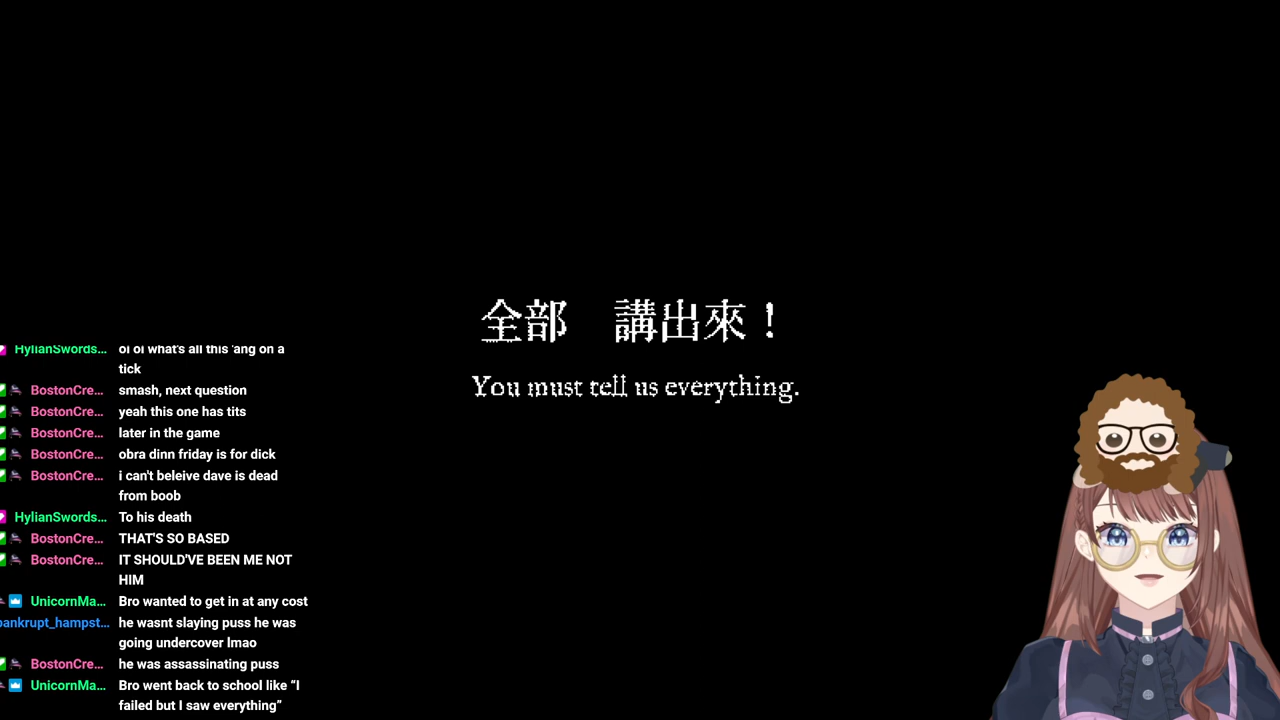 全部　講出來！
You must tell us everything.
HylianSwords… oi oi what's all this 'ang on a
tick
BostonCre… smash, next question
BostonCre… yeah this one has tits
BostonCre… later in the game
BostonCre… obra dinn friday is for dick
BostonCre… i can't beleive dave is dead
from boob
HylianSwords… To his death
BostonCre… THAT'S SO BASED
BostonCre… IT SHOULD'VE BEEN ME NOT
HIM
UnicornMa… Bro wanted to get in at any cost
bankrupt_hampst… he wasnt slaying puss he was
going undercover lmao
BostonCre… he was assassinating puss
UnicornMa… Bro went back to school like “I
failed but I saw everything”